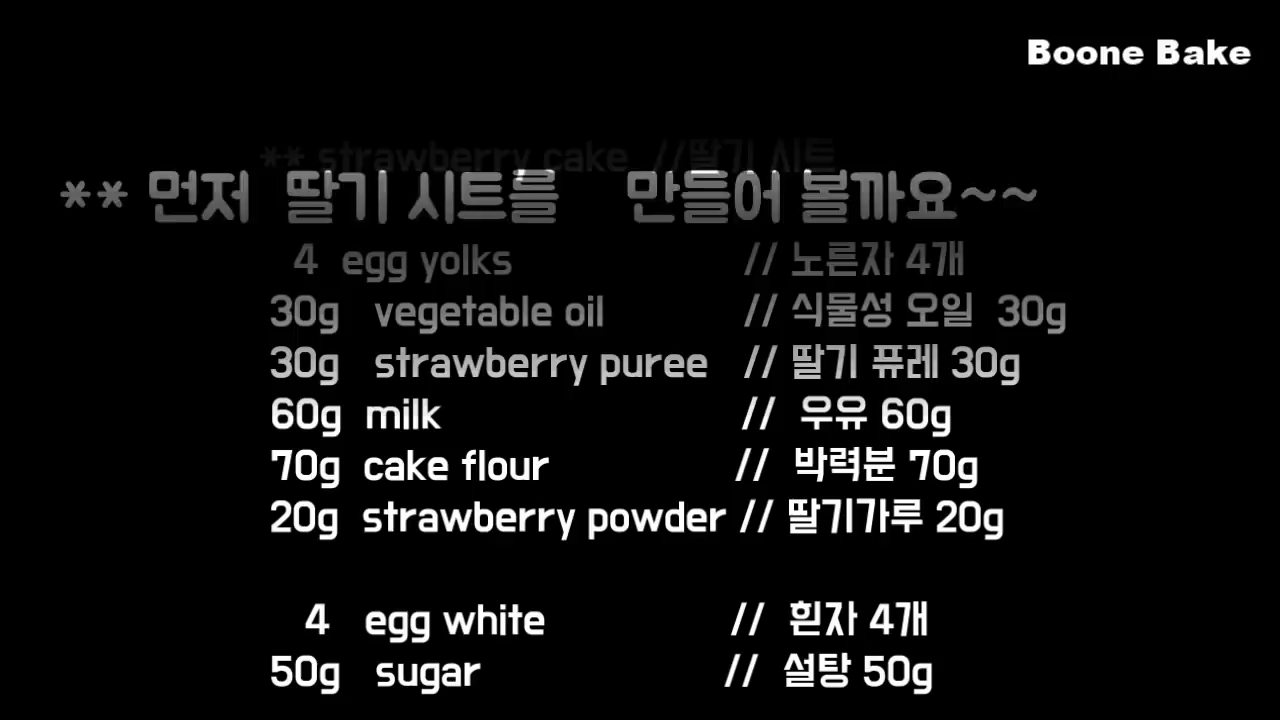 Boone Bake
** strawberry cake //딸기 시트
** 먼저 딸기 시트를 만들어 볼까요~~
4 egg yolks // 노른자 4개
30g vegetable oil // 식물성 오일 30g
30g strawberry puree // 딸기 퓨레 30g
60g milk // 우유 60g
70g cake flour // 박력분 70g
20g strawberry powder // 딸기가루 20g
4 egg white // 흰자 4개
50g sugar // 설탕 50g